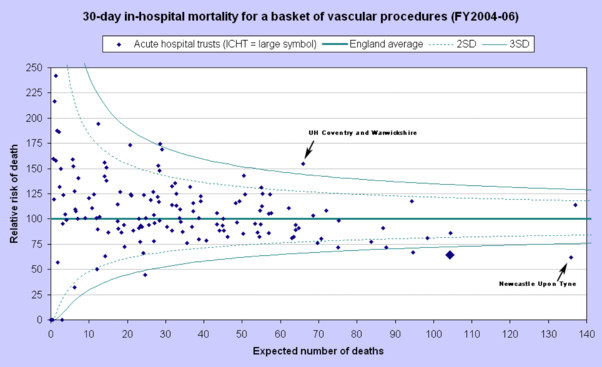 30-day in-hospital mortality for a basket of vascular procedures (FY2004-06)
Acute hospital trusts (ICHT = large symbol) England average 2SD 3SD
250
225
200
175
150
125
100
75
50
25
0
Relative risk of death
UH Coventry and Warwickshire
Newcastle Upon Tyne
0 10 20 30 40 50 60 70 80 90 100 110 120 130 140
Expected number of deaths